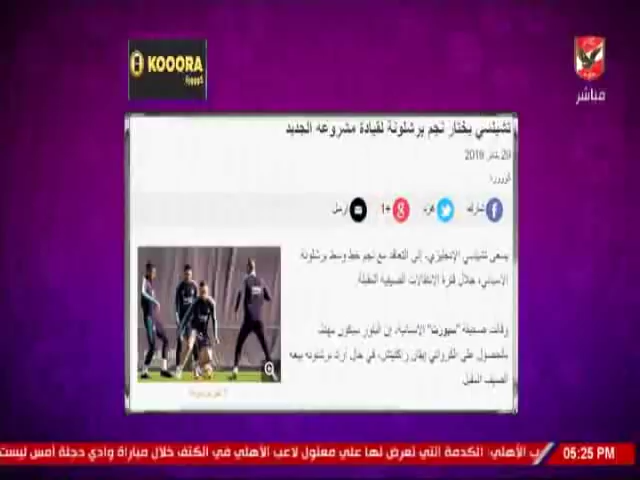 KOOORA
مباشر
تشيلسي يختار نجم برشلونة لقيادة مشروعه الجديد
كووورة
شارك
غرد
+1
أرسل
يسعى تشيلسي الإنجليزي، إلى التعاقد مع نجم خط وسط برشلونة
الإسباني، خلال فترة الانتقالات الصيفية المقبلة.
وقالت صحيفة "سبورت" الإسبانية، إن البلوز سيكون مهتما
بالحصول على الكرواتي إيفان راكيتيتش، في حال أراد برشلونة بيعه
الصيف المقبل.
ب الأهلي: الكدمة التي تعرض لها علي معلول لاعب الأهلي في الكتف خلال مباراة وادي دجلة أمس ليست
05:25 PM